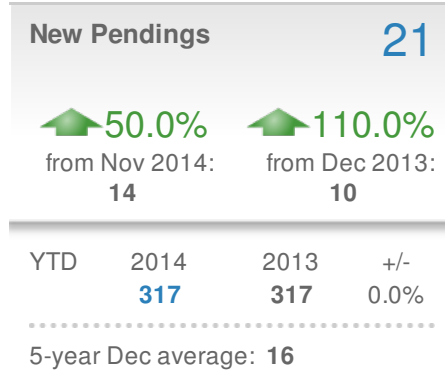 New Pendings 21
50.0% 110.0%
from Nov 2014: from Dec 2013:
14 10
YTD 2014 2013 +/-
317 317 0.0%
5-year Dec average: 16